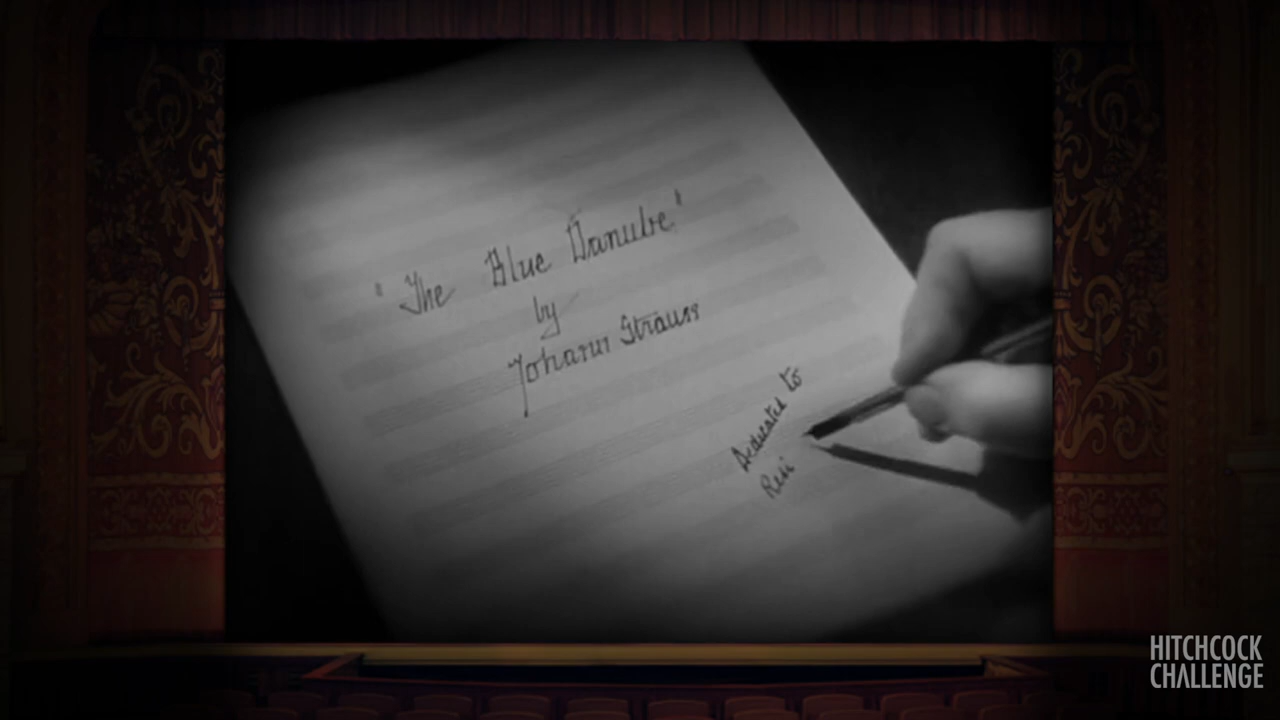 "The Blue Danube"
by
Johann Strauss
Dedicated to
Resi
HITCHCOCK
CHALLENGE